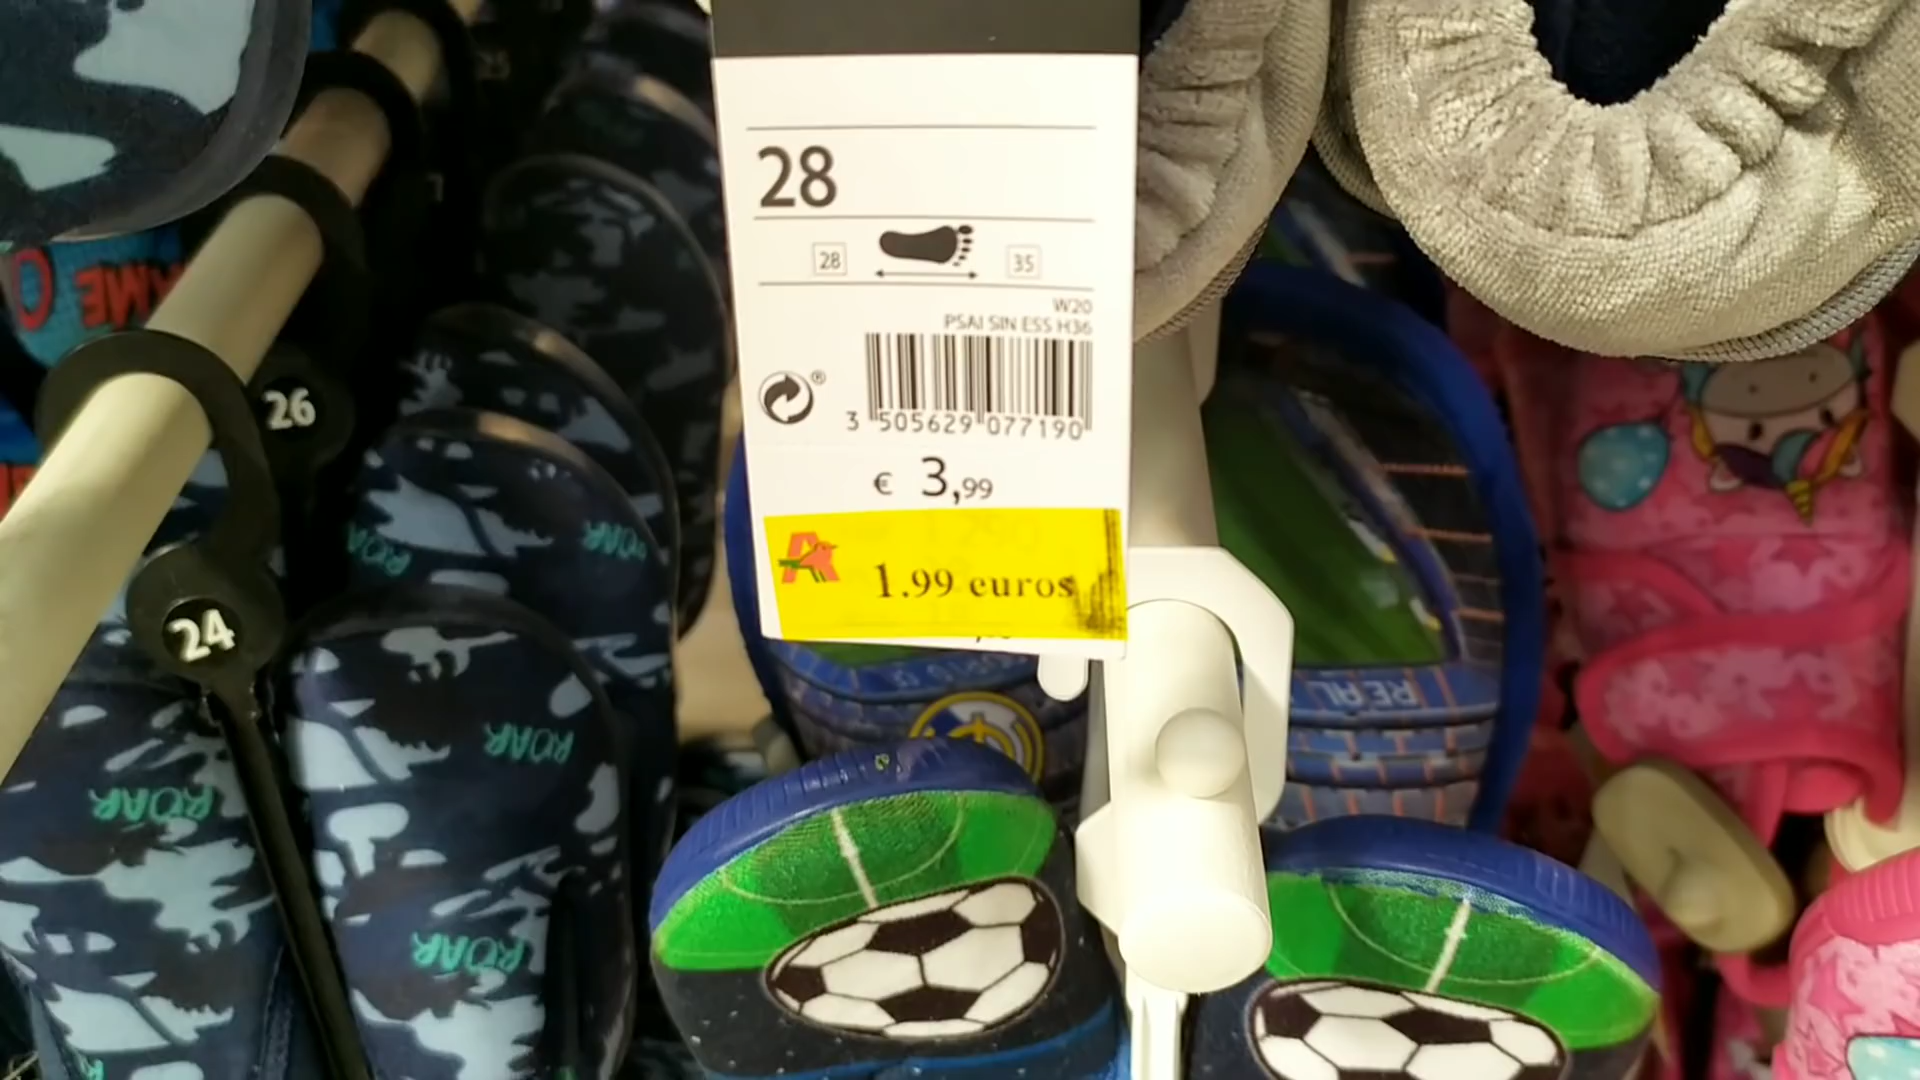 28
28
35
W20
PSAI SIN ESS H36
®
3 505629 077190
€ 3,99
1.99 euros
26
24
ROAR
ROAR
ROAR
ROAR
ROAR
ROAR
REAL